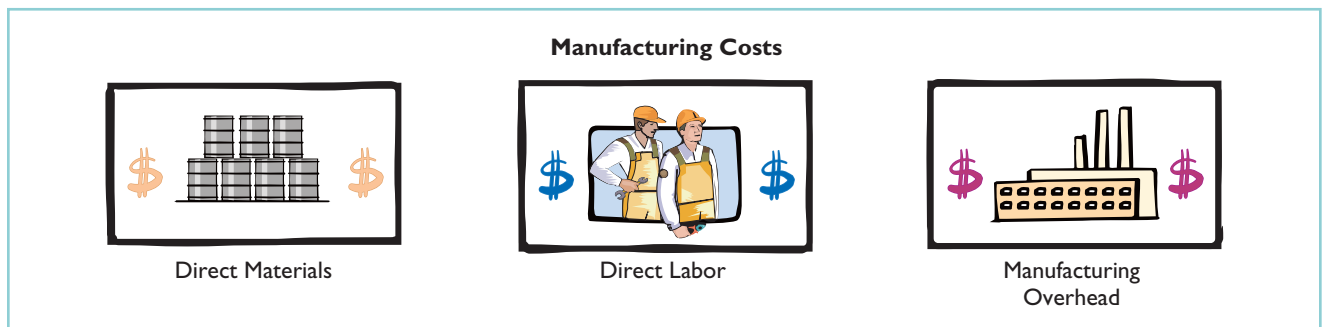 Manufacturing Costs
$ $ $ $ $ $
Direct Materials
Direct Labor
Manufacturing
Overhead